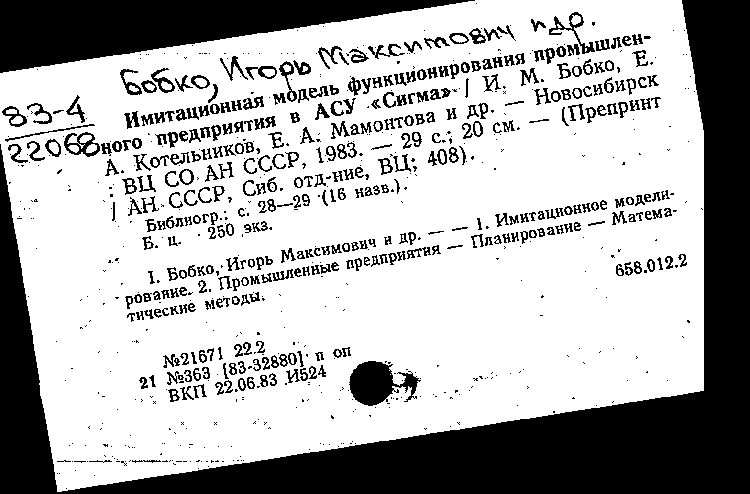 Бобко, Игорь Максимович и др.
83-4
22068
Имитационная модель функционирования промышлен-
ного предприятия в АСУ «Сигма» / И. М. Бобко, Е.
А. Котельников, Е. А. Мамонтова и др. — Новосибирск
: ВЦ СО АН СССР, 1983. — 29 с.; 20 см. — (Препринт
/ АН СССР, Сиб. отд-ние, ВЦ; 408).
Библиогр.: с. 28—29 (16 назв.).
Б. ц. 250 экз.
1. Бобко, Игорь Максимович и др. — — 1. Имитационное модели-
рование. 2. Промышленные предприятия — Планирование — Матема-
тические методы.
658.012.2
№21671 22.2
21 №363 [83-32880] п оп
ВКП 22.06.83 И524